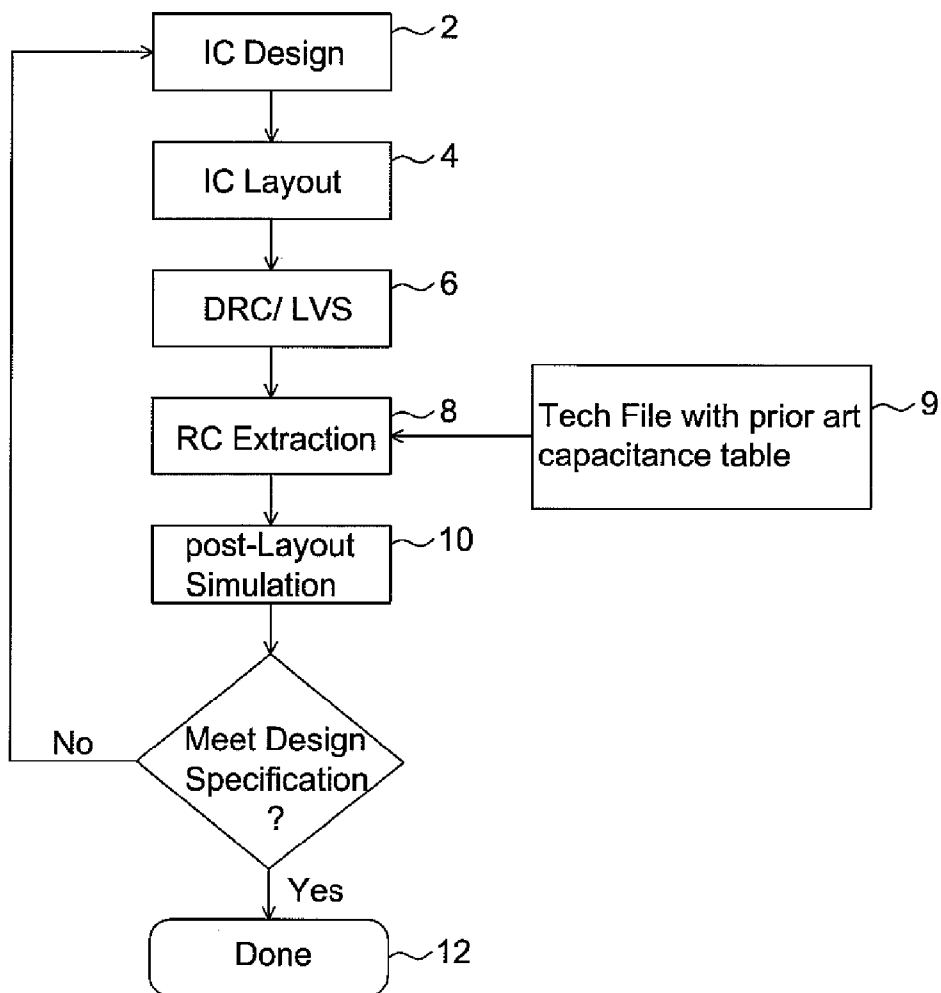 IC Design
2
IC Layout
4
DRC/ LVS
6
RC Extraction
8
Tech File with prior art
capacitance table
9
post-Layout
Simulation
10
Meet Design
Specification
?
No
Yes
Done
12